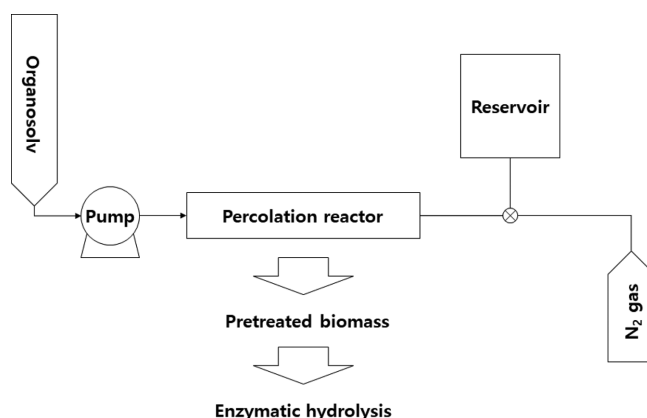 Organosolv
Reservoir
Pump
Percolation reactor
N₂ gas
Pretreated biomass
Enzymatic hydrolysis